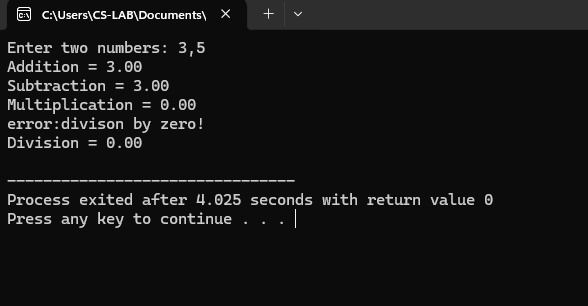 C:\Users\CS-LAB\Documents\
Enter two numbers: 3,5
Addition = 3.00
Subtraction = 3.00
Multiplication = 0.00
error:divison by zero!
Division = 0.00
--------------------------------
Process exited after 4.025 seconds with return value 0
Press any key to continue . . .